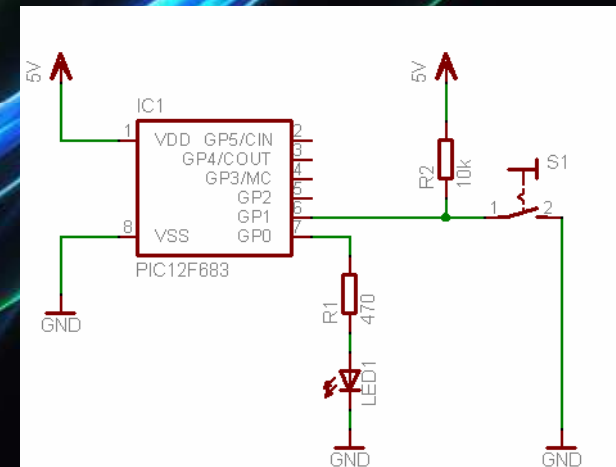 5V
5V
IC1
1
VDD GP5/CIN 2
GP4/COUT 3
GP3/MC 4
GP2 5
GP1 6
8 VSS GP0 7
PIC12F683
GND
R2
10k
S1
1 2
R1
470
LED1
GND
GND